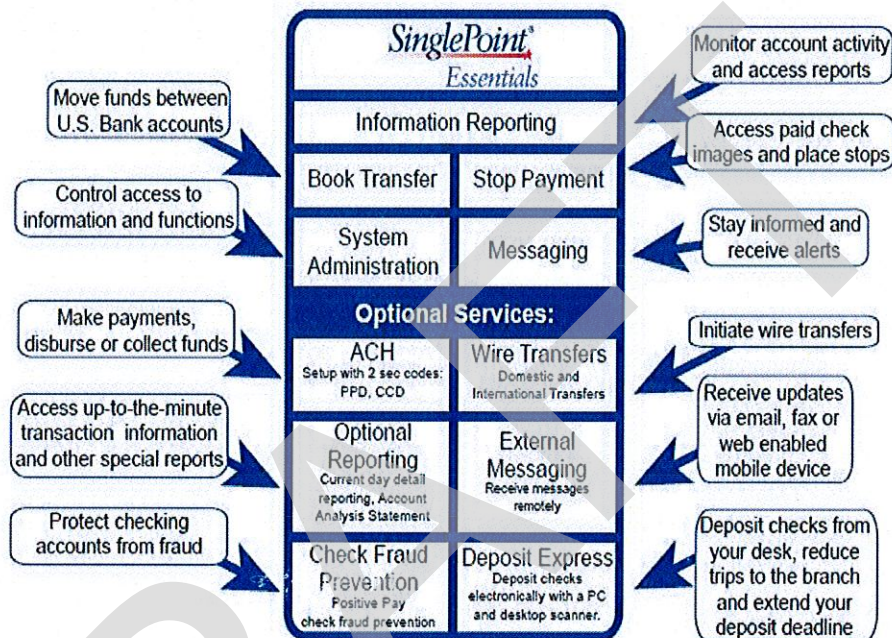 SinglePoint®
Essentials
Information Reporting
Book Transfer
Stop Payment
System
Administration
Messaging
Optional Services:
ACH
Setup with 2 sec codes:
PPD, CCD
Wire Transfers
Domestic and
International Transfers
Optional
Reporting
Current day detail
reporting, Account
Analysis Statement
External
Messaging
Receive messages
remotely
Check Fraud
Prevention
Positive Pay
check fraud prevention
Deposit Express
Deposit checks
electronically with a PC
and desktop scanner.
Move funds between
U.S. Bank accounts
Control access to
information and functions
Make payments,
disburse or collect funds
Access up-to-the-minute
transaction information
and other special reports
Protect checking
accounts from fraud
Monitor account activity
and access reports
Access paid check
images and place stops
Stay informed and
receive alerts
Initiate wire transfers
Receive updates
via email, fax or
web enabled
mobile device
Deposit checks from
your desk, reduce
trips to the branch
and extend your
deposit deadline
DRAFT